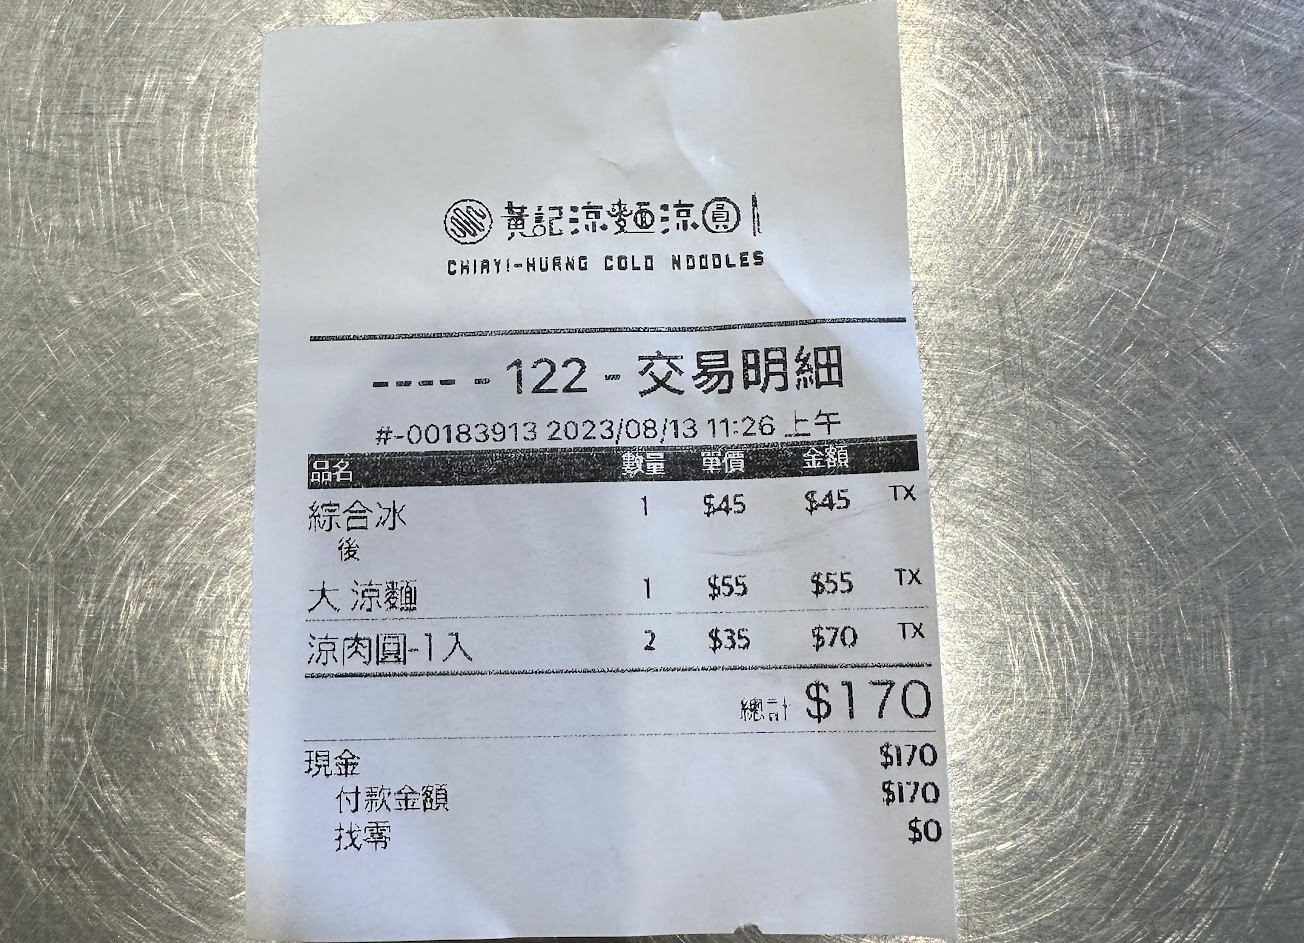 黃記涼麵涼圓
CHIAYI-HUANG COLD NOODLES
----- 122 - 交易明細
#-00183913 2023/08/13 11:26 上午
品名 數量 單價 金額
綜合冰 1 $45 $45 TX
後
大 涼麵 1 $55 $55 TX
涼肉圓-1入 2 $35 $70 TX
總計 $170
現金 $170
付款金額 $170
找零 $0